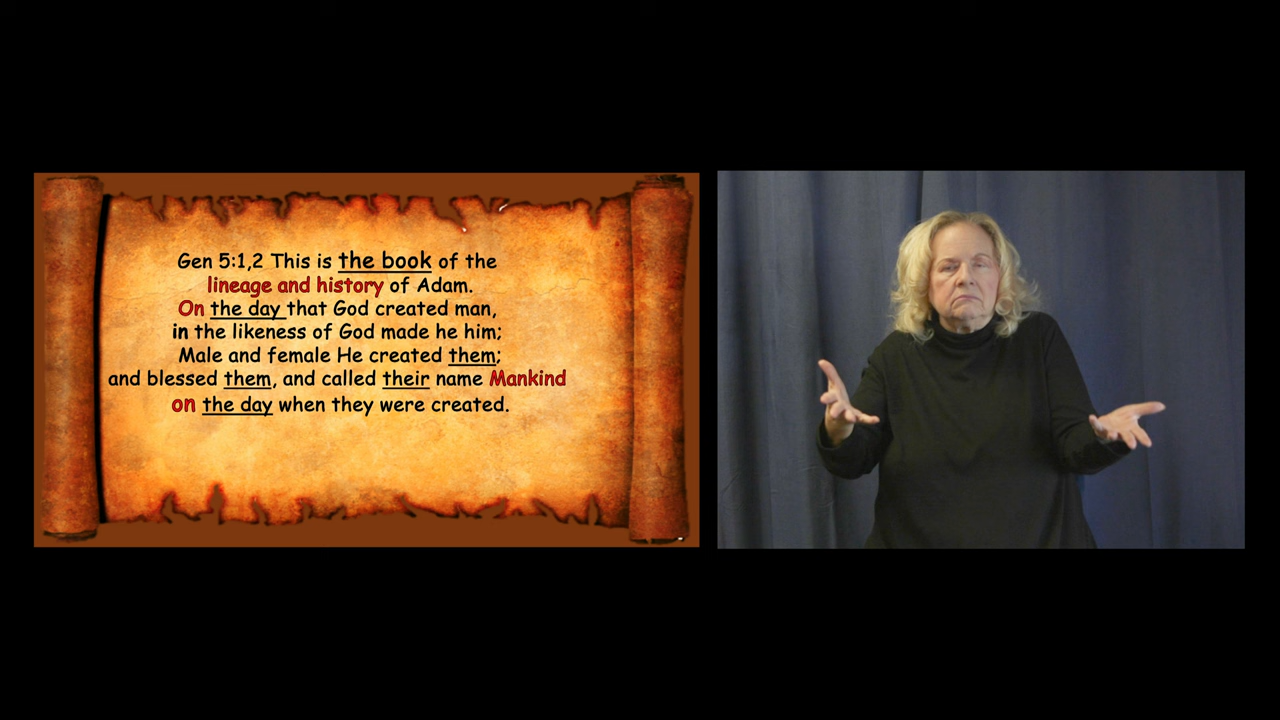 Gen 5:1,2 This is the book of the
lineage and history of Adam.
On the day that God created man,
in the likeness of God made he him;
Male and female He created them;
and blessed them, and called their name Mankind
on the day when they were created.